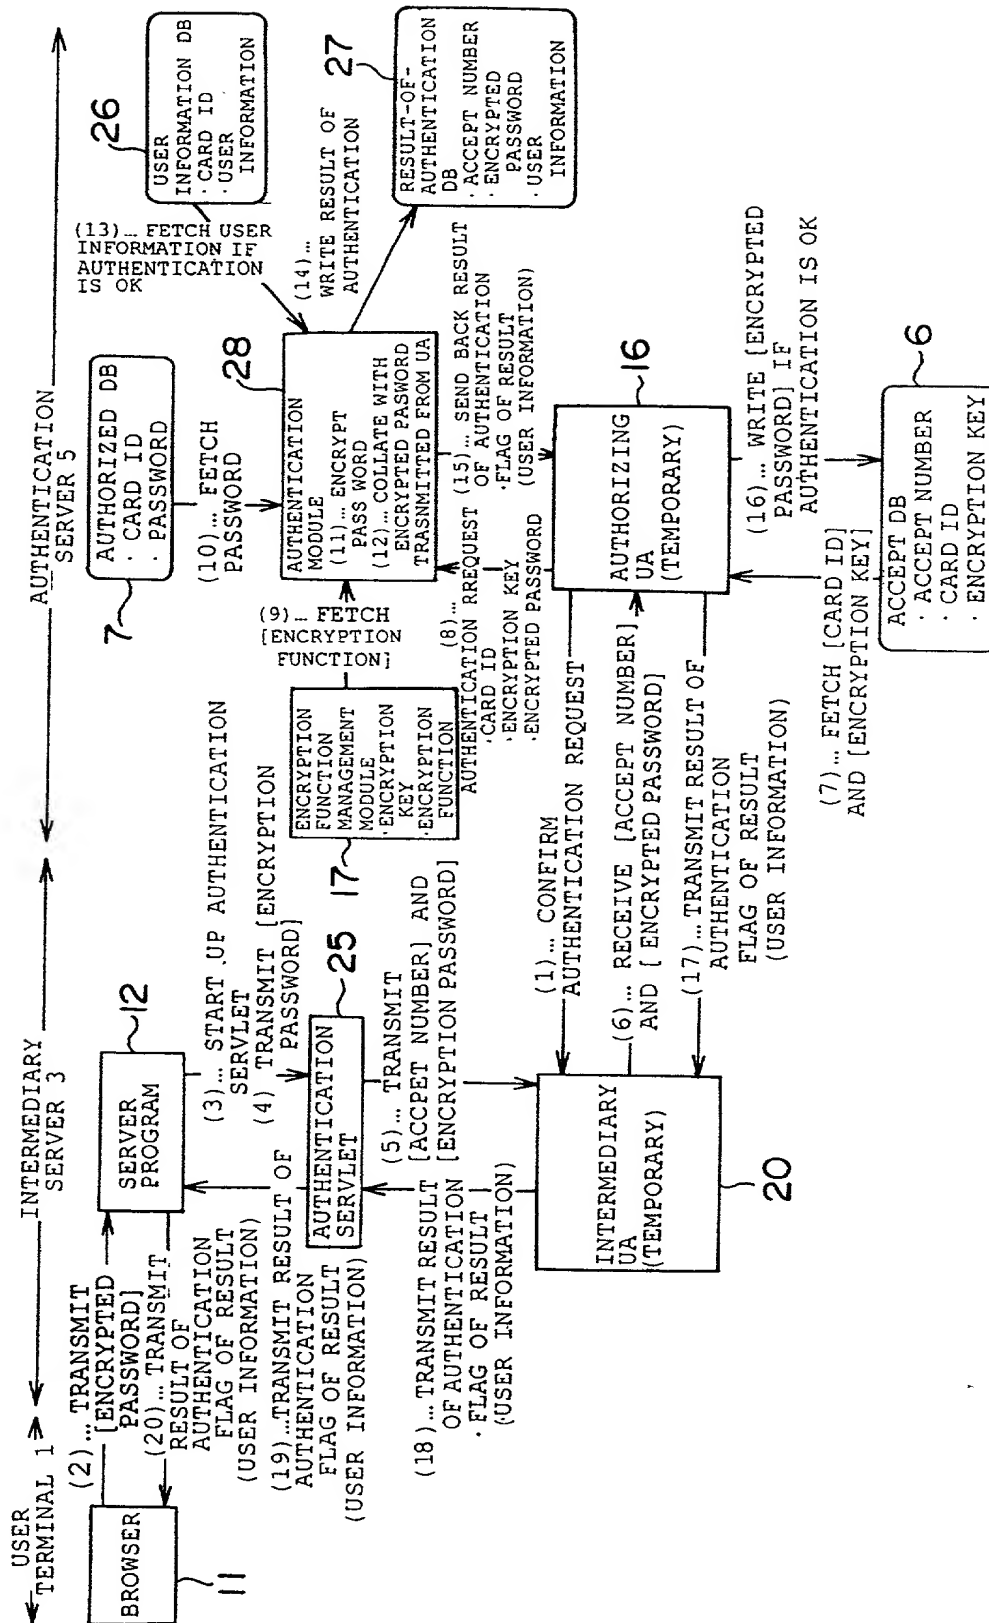 USER
TERMINAL 1
INTERMEDIARY
SERVER 3
AUTHENTICATION
SERVER 5
BROWSER
11
(2)... TRANSMIT
[ENCRYPTED
PASSWORD]
(20)...TRANSMIT
RESULT OF
AUTHENTICATION
FLAG OF RESULT
(USER INFORMATION)
SERVER
PROGRAM
12
(3)... START UP AUTHENTICATION
SERVLET
(4) TRANSMIT [ENCRYPTION
PASSWORD]
(19)...TRANSMIT RESULT OF
AUTHENTICATION
FLAG OF RESULT
(USER INFORMATION)
AUTHENTICATION
SERVLET
25
(5)... TRANSMIT
[ACCPET NUMBER] AND
[ENCRYPTION PASSWORD]
(18)...TRANSMIT RESULT
OF AUTHENTICATION
· FLAG OF RESULT
(USER INFORMATION)
INTERMEDIARY
UA
(TEMPORARY)
20
(1)... CONFIRM
AUTHENTICATION REQUEST
(6)... RECEIVE [ACCEPT NUMBER]
AND [ENCRYPTED PASSWORD]
(17)...TRANSMIT RESULT OF
AUTHENTICATION
FLAG OF RESULT
(USER INFORMATION)
AUTHORIZED DB
· CARD ID
· PASSWORD
7
(10)... FETCH
PASSWORD
ENCRYPTION
FUNCTION
MANAGEMENT
MODULE
·ENCRYPTION
KEY
·ENCRYPTION
FUNCTION
17
(9)... FETCH
[ENCRYPTION
FUNCTION]
AUTHENTICATION
MODULE
(11)... ENCRYPT
PASS WORD
(12)... COLLATE WITH
ENCRYPTED PASWORD
TRASNMITTED FROM UA
28
USER
INFORMATION DB
· CARD ID
· USER
INFORMATION
26
(13)... FETCH USER
INFORMATION IF
AUTHENTICATION
IS OK
(14)...
WRITE RESULT OF
AUTHENTICATION
RESULT-OF-
AUTHENTICATION
DB
· ACCEPT NUMBER
· ENCRYPTED
PASSWORD
· USER
INFORMATION
27
(8)...
AUTHENTICATION RREQUEST
·CARD ID
·ENCRYPTION KEY
·ENCRYPTED PASSWORD
(15)... SEND BACK RESULT
OF AUTHENTICATION
·FLAG OF RESULT
(USER INFORMATION)
AUTHORIZING
UA
(TEMPORARY)
16
(7)... FETCH [CARD ID]
AND [ENCRYPTION KEY]
(16)... WRITE [ENCRYPTED
PASSWORD] IF
AUTHENTICATION IS OK
ACCEPT DB
· ACCEPT NUMBER
· CARD ID
· ENCRYPTION KEY
6